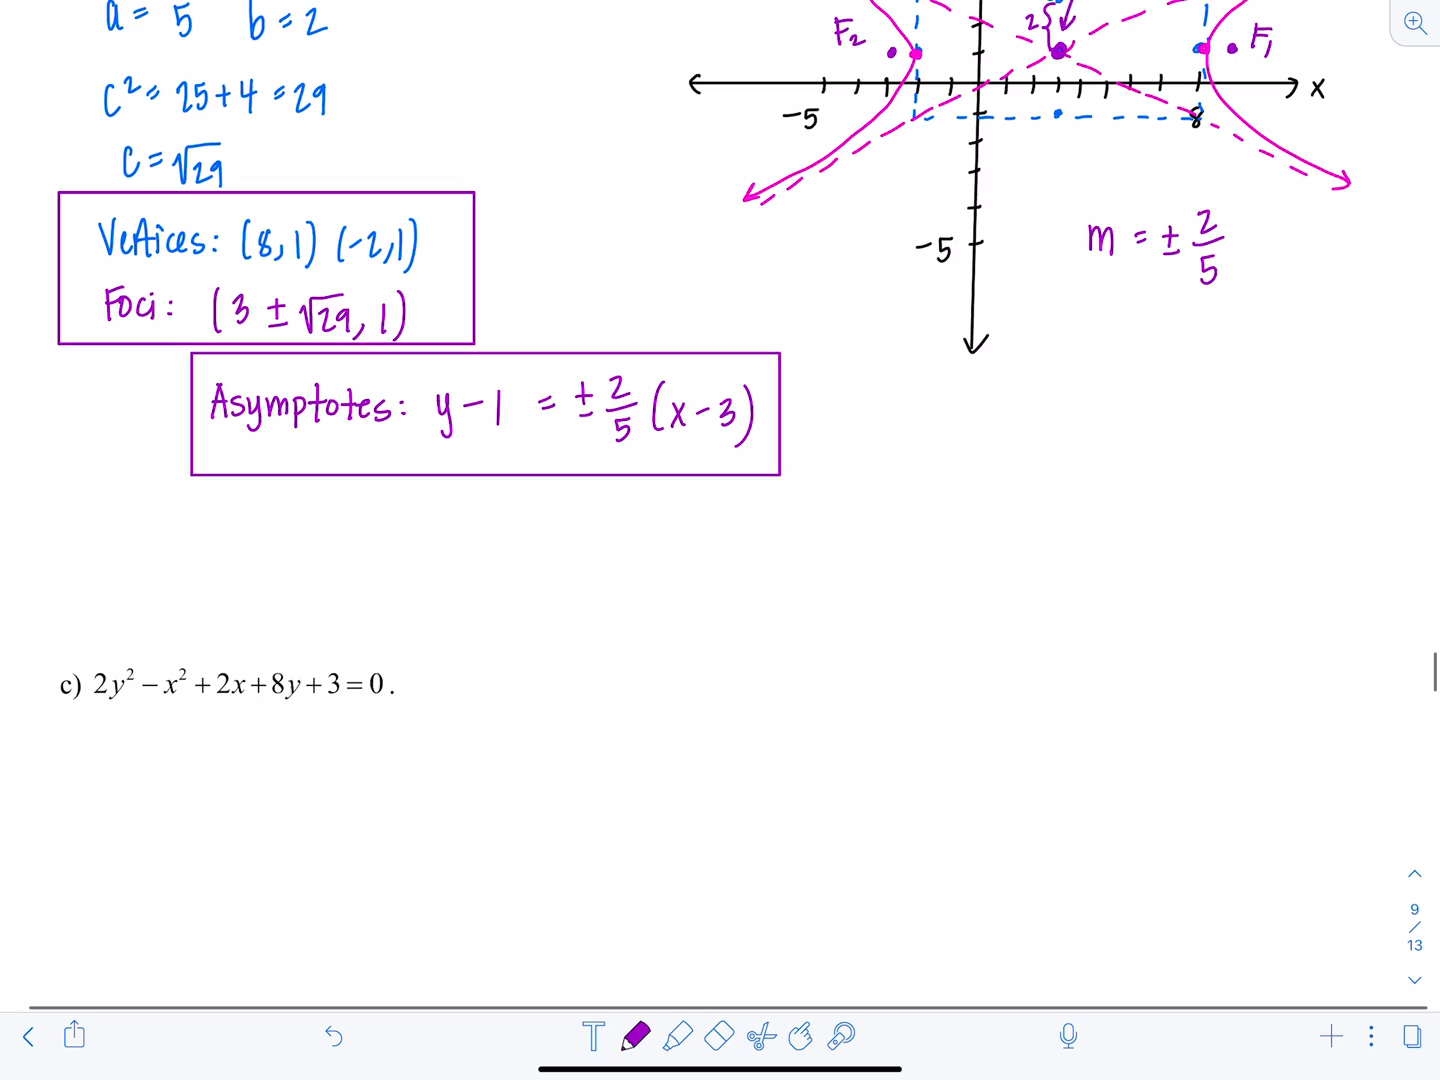 a = 5 b = 2
c² = 25 + 4 = 29
c = √29
Vertices: (8, 1) (-2, 1)
Foci: (3 ± √29, 1)
Asymptotes: y - 1 = ± 2/5 (x - 3)
F₂
2
F₁
x
-5
8
-5
m = ± 2/5
c) 2y² − x² + 2x + 8y + 3 = 0.
9
/
13
T